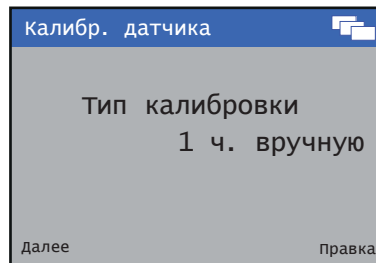 Калибр. датчика
Тип калибровки
1 ч. вручную
Далее Правка